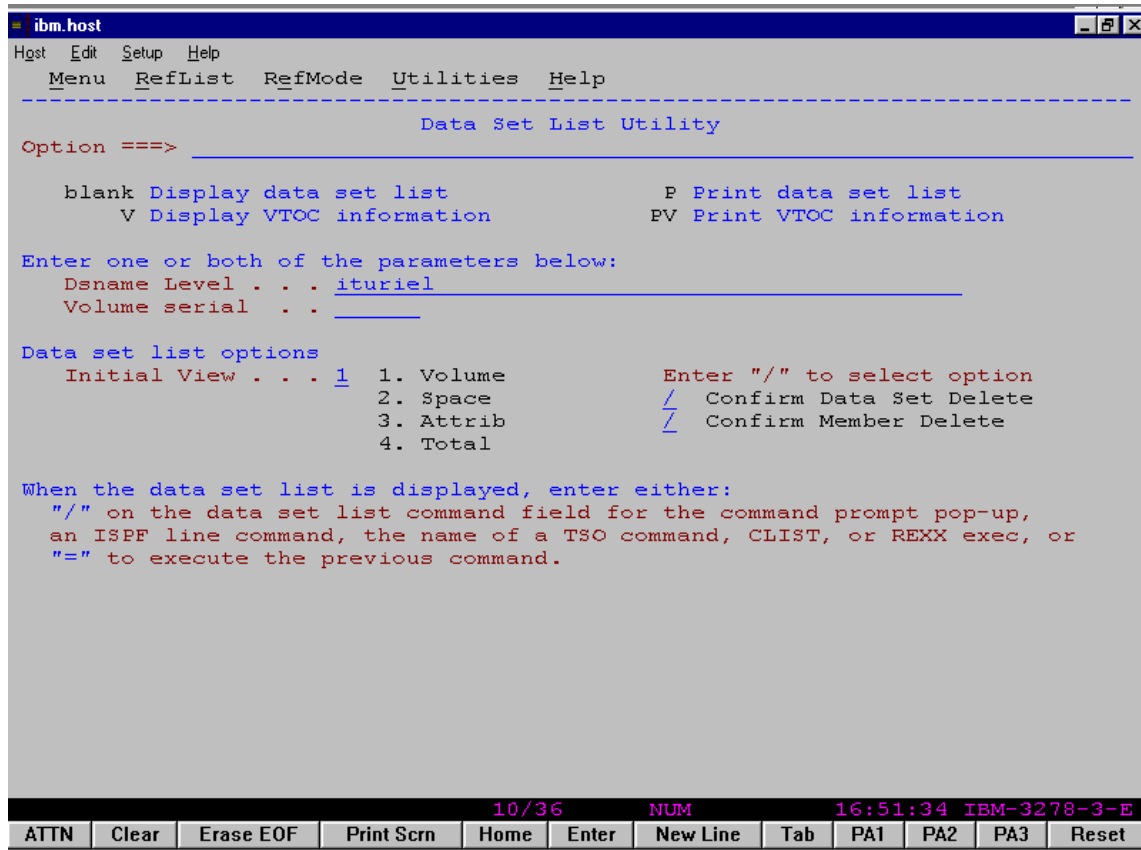 ibm.host
Host Edit Setup Help
Menu RefList RefMode Utilities Help
Data Set List Utility
Option ===>
blank Display data set list P Print data set list
V Display VTOC information PV Print VTOC information
Enter one or both of the parameters below:
Dsname Level . . . ituriel
Volume serial . .
Data set list options
Initial View . . . 1 1. Volume Enter "/" to select option
2. Space / Confirm Data Set Delete
3. Attrib / Confirm Member Delete
4. Total
When the data set list is displayed, enter either:
"/" on the data set list command field for the command prompt pop-up,
an ISPF line command, the name of a TSO command, CLIST, or REXX exec, or
"=" to execute the previous command.
10/36 NUM 16:51:34 IBM-3278-3-E
ATTN Clear Erase EOF Print Scrn Home Enter New Line Tab PA1 PA2 PA3 Reset